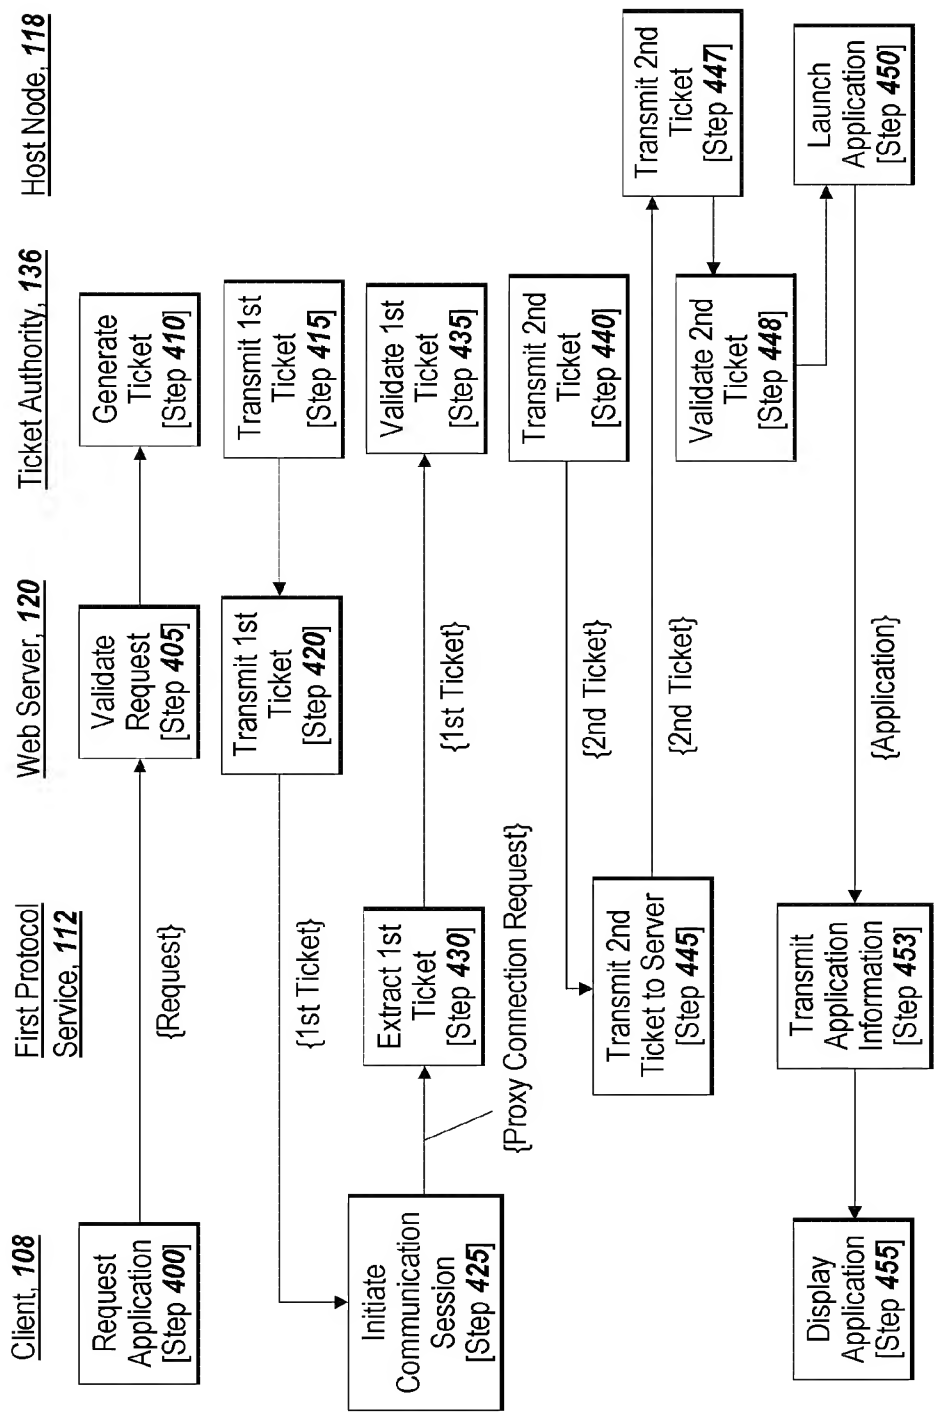 Client, 108
First Protocol
Service, 112
Web Server, 120
Ticket Authority, 136
Host Node, 118
Request
Application
[Step 400]
{Request}
Validate
Request
[Step 405]
Generate
Ticket
[Step 410]
Transmit 1st
Ticket
[Step 415]
Transmit 1st
Ticket
[Step 420]
{1st Ticket}
Initiate
Communication
Session
[Step 425]
{Proxy Connection Request}
Extract 1st
Ticket
[Step 430]
{1st Ticket}
Validate 1st
Ticket
[Step 435]
Transmit 2nd
Ticket
[Step 440]
{2nd Ticket}
Transmit 2nd
Ticket to Server
[Step 445]
{2nd Ticket}
Transmit 2nd
Ticket
[Step 447]
Validate 2nd
Ticket
[Step 448]
Launch
Application
[Step 450]
{Application}
Transmit
Application
Information
[Step 453]
Display
Application
[Step 455]